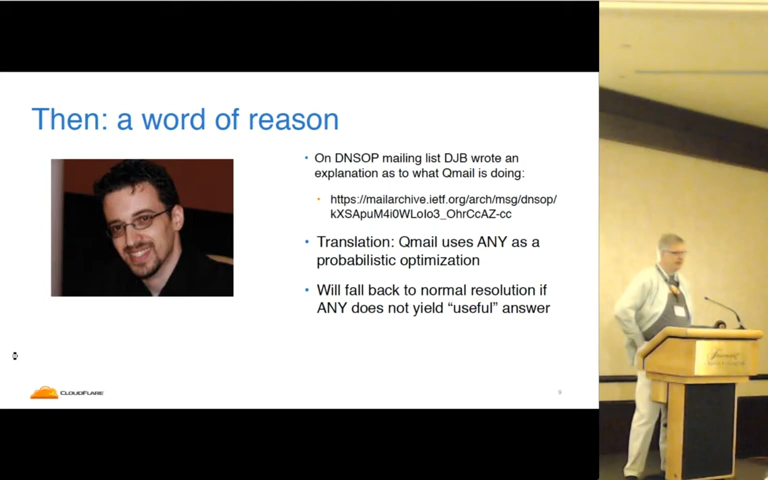 Then: a word of reason
• On DNSOP mailing list DJB wrote an
explanation as to what Qmail is doing:
• https://mailarchive.ietf.org/arch/msg/dnsop/
kXSApuM4i0WLoIo3_OhrCcAZ-cc
• Translation: Qmail uses ANY as a
probabilistic optimization
• Will fall back to normal resolution if
ANY does not yield “useful” answer
CLOUDFLARE
9